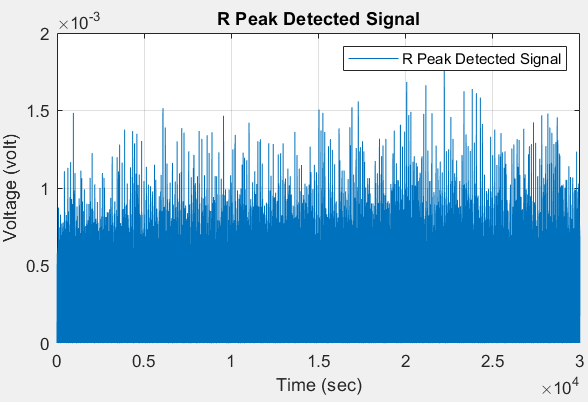 R Peak Detected Signal
×10⁻³
2
1.5
1
0.5
0
Voltage (volt)
R Peak Detected Signal
0 0.5 1 1.5 2 2.5 3
Time (sec)
×10⁴